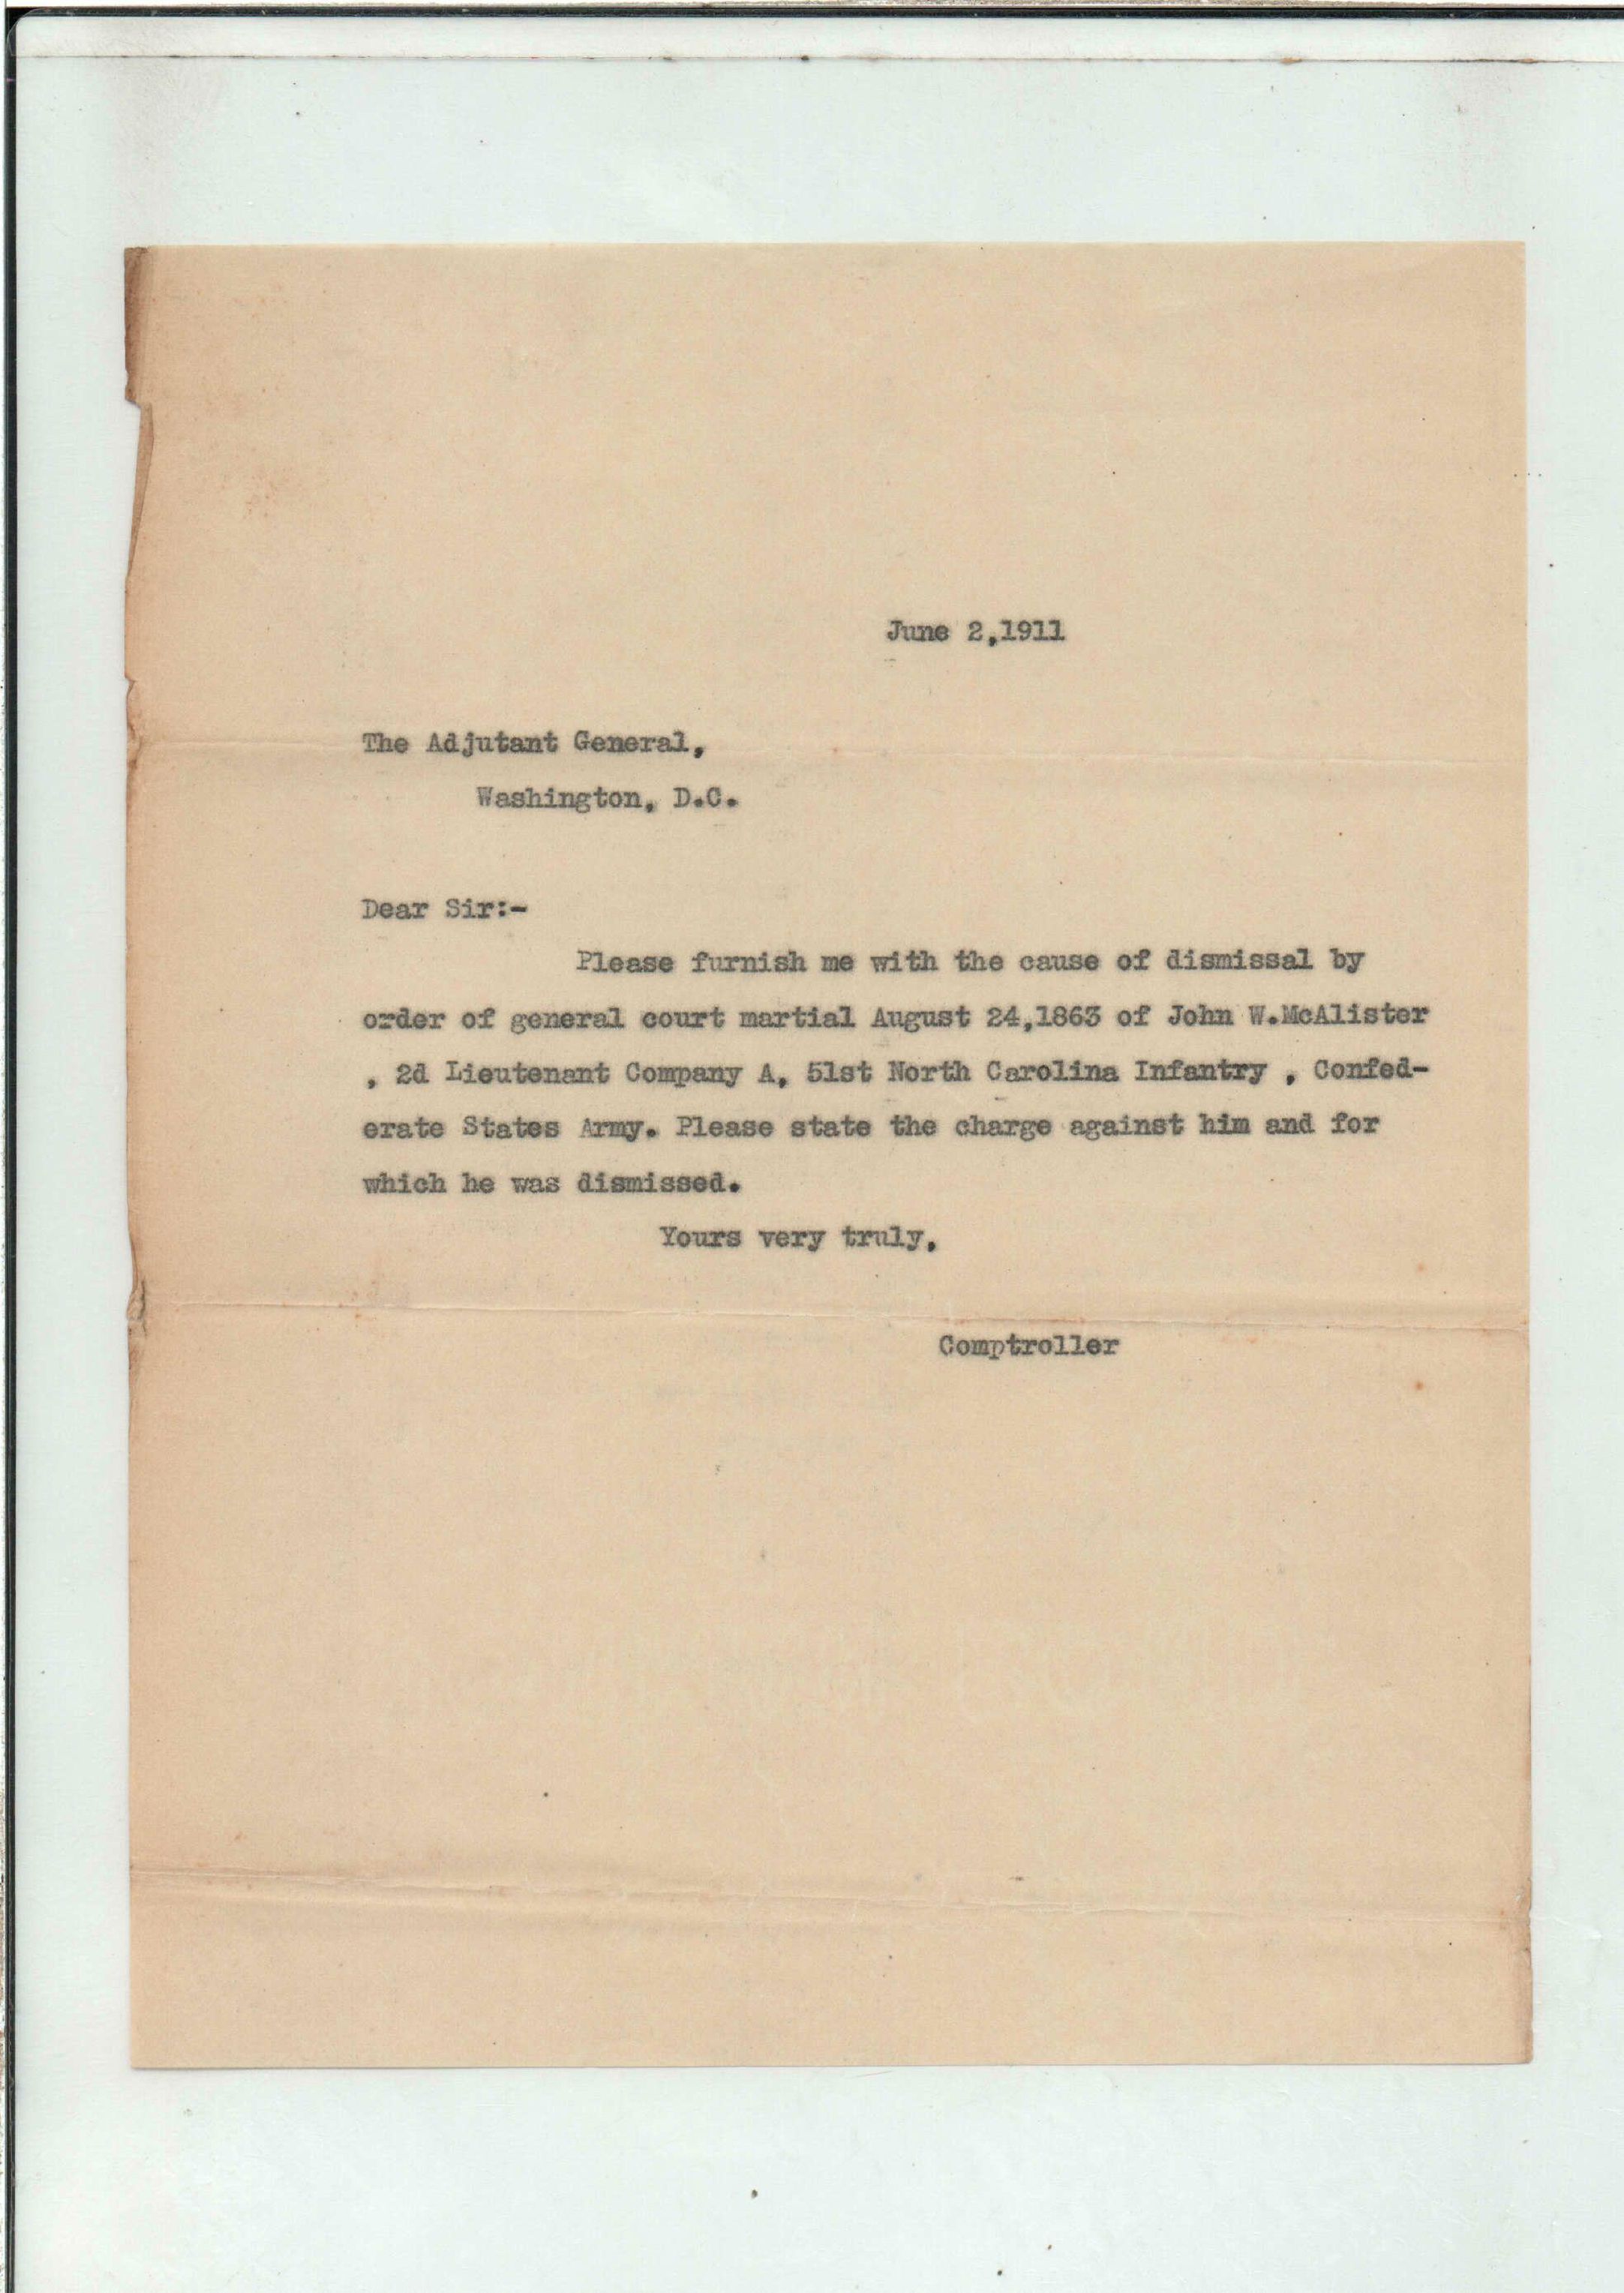 June 2,1911
The Adjutant General,
Washington, D.C.
Dear Sir:-
Please furnish me with the cause of dismissal by
order of general court martial August 24,1863 of John W.McAlister
, 2d Lieutenant Company A, 51st North Carolina Infantry , Confed-
erate States Army. Please state the charge against him and for
which he was dismissed.
Yours very truly,
Comptroller